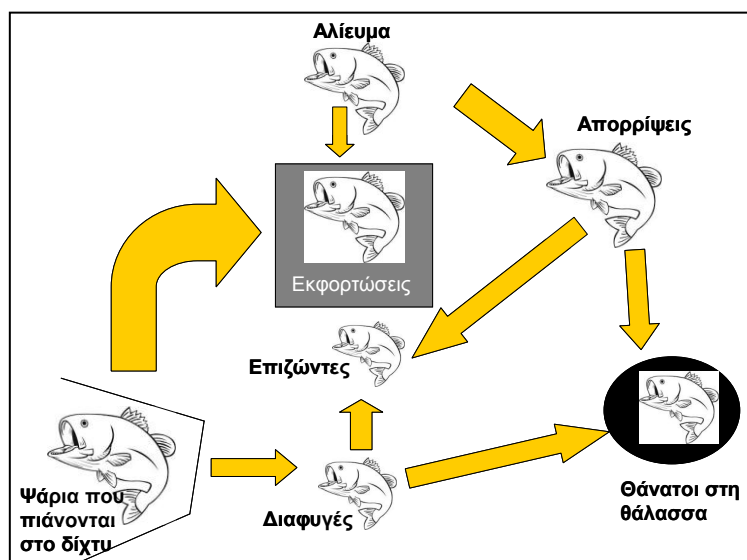 Αλίευμα
Απορρίψεις
Εκφορτώσεις
Επιζώντες
Ψάρια που
πιάνονται
στο δίχτυ
Διαφυγές
Θάνατοι στη
θάλασσα